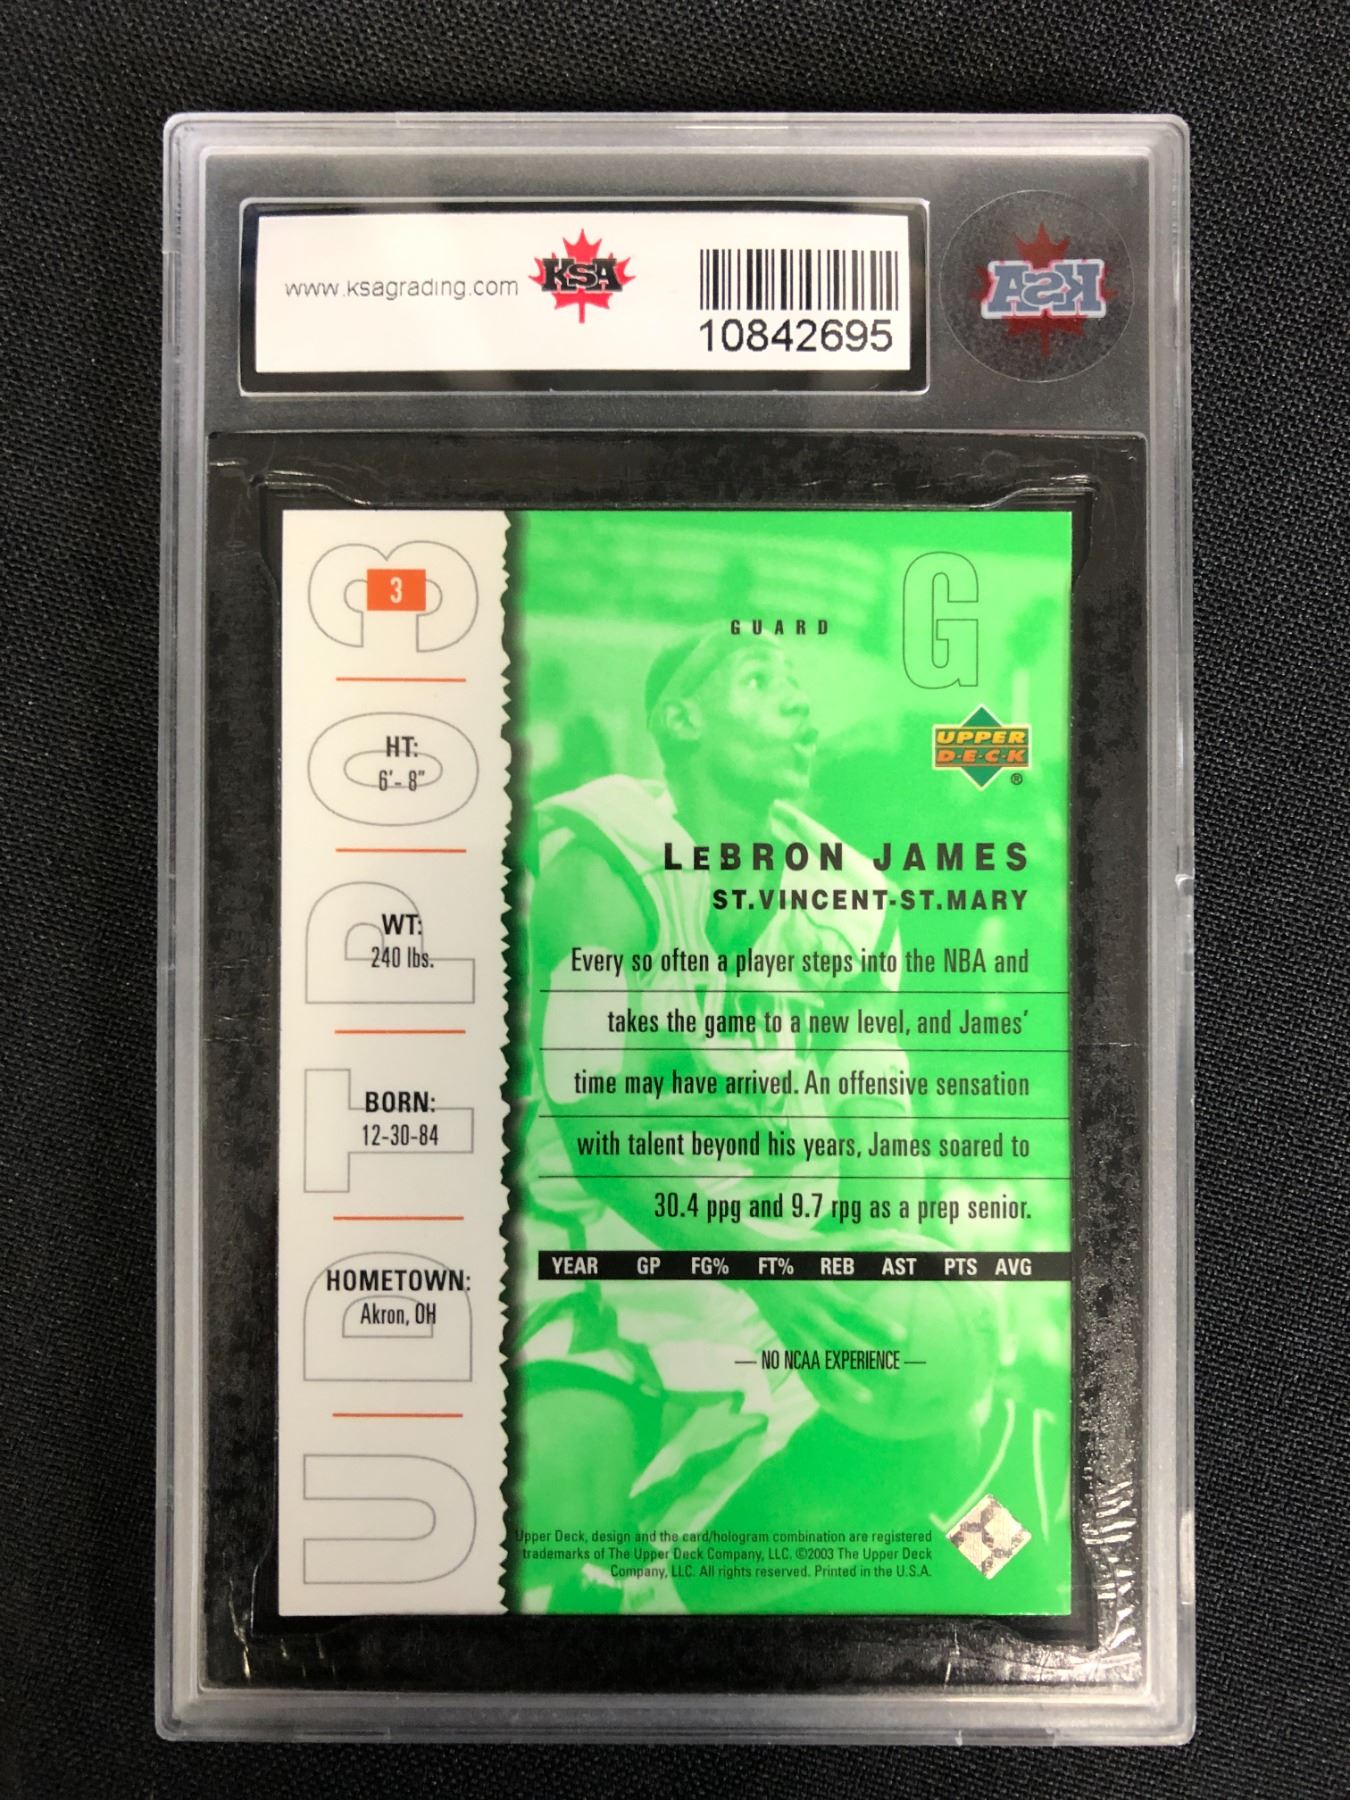 www.ksagrading.com
KSA
10842695
KSA
3
HT:
6'- 8"
WT:
240 lbs.
BORN:
12-30-84
HOMETOWN:
Akron, OH
UD TOP 03
G
GUARD
UPPER
D·E·C·K
®
LEBRON JAMES
ST.VINCENT-ST.MARY
Every so often a player steps into the NBA and
takes the game to a new level, and James'
time may have arrived. An offensive sensation
with talent beyond his years, James soared to
30.4 ppg and 9.7 rpg as a prep senior.
YEAR GP FG% FT% REB AST PTS AVG
— NO NCAA EXPERIENCE —
Upper Deck, design and the card/hologram combination are registered
trademarks of The Upper Deck Company, LLC. ©2003 The Upper Deck
Company, LLC. All rights reserved. Printed in the U.S.A.